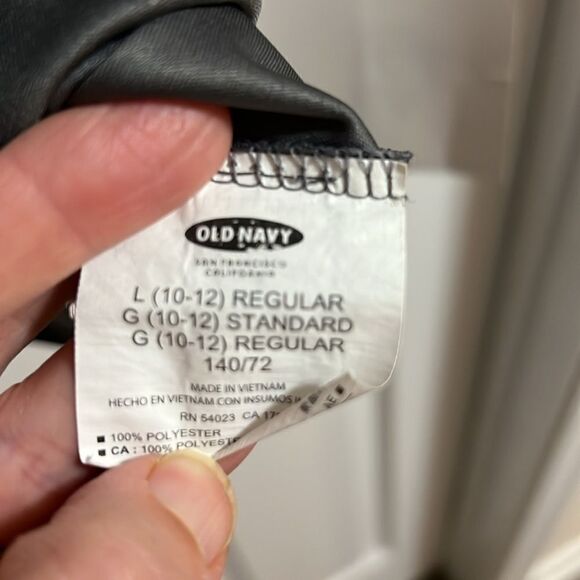 OLD NAVY
SAN FRANCISCO
CALIFORNIA
L (10-12) REGULAR
G (10-12) STANDARD
G (10-12) REGULAR
140/72
MADE IN VIETNAM
HECHO EN VIETNAM CON INSUMOS
RN 54023 CA
100% POLYESTER
CA : 100% POLYEST